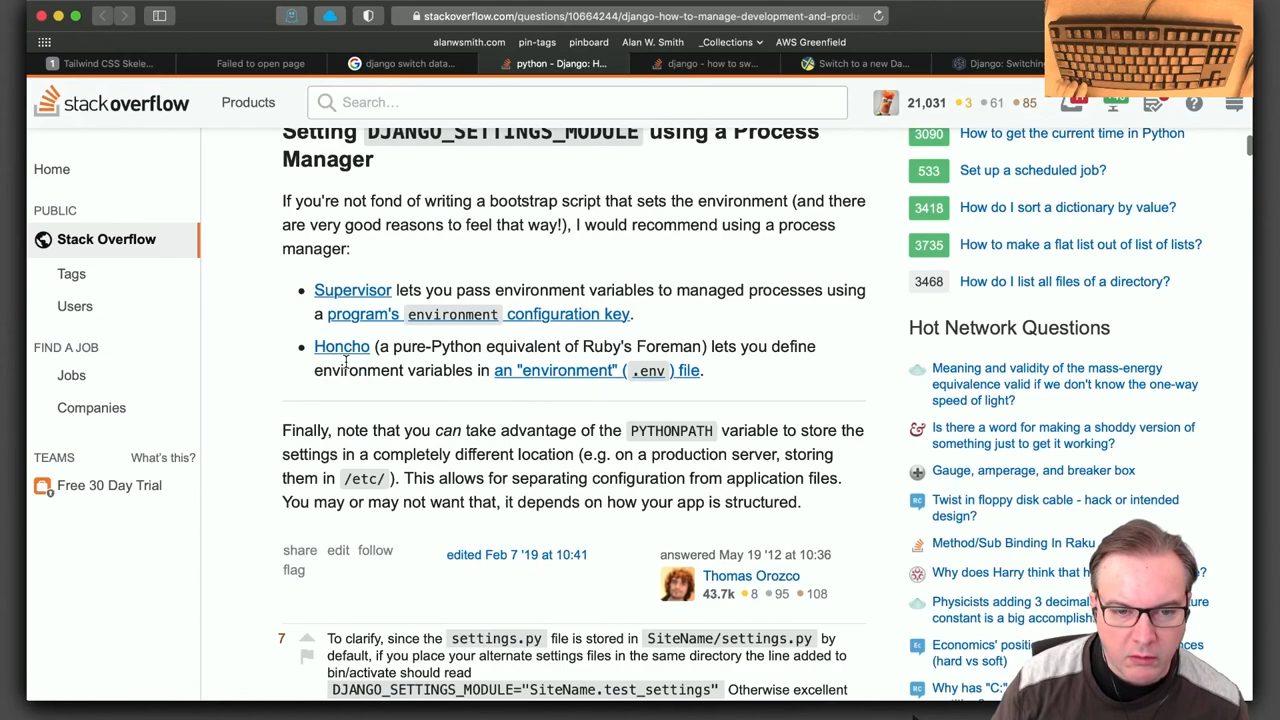 stackoverflow.com/questions/10664244/django-how-to-manage-development-and-produ
alanwsmith.com pin-tags pinboard Alan W. Smith _Collections AWS Greenfield
1 Tailwind CSS Skele...
Failed to open page
django switch data...
python - Django: H...
django - how to sw...
Switch to a new Da...
Django: Switching
stackoverflow
Products
Search...
21,031 3 61 85
Home
PUBLIC
Stack Overflow
Tags
Users
FIND A JOB
Jobs
Companies
TEAMS What's this?
Free 30 Day Trial
Setting DJANGO_SETTINGS_MODULE using a Process
Manager
If you're not fond of writing a bootstrap script that sets the environment (and there
are very good reasons to feel that way!), I would recommend using a process
manager:
Supervisor lets you pass environment variables to managed processes using
a program's environment configuration key.
Honcho (a pure-Python equivalent of Ruby's Foreman) lets you define
environment variables in an "environment" ( .env ) file.
Finally, note that you can take advantage of the PYTHONPATH variable to store the
settings in a completely different location (e.g. on a production server, storing
them in /etc/ ). This allows for separating configuration from application files.
You may or may not want that, it depends on how your app is structured.
share edit follow
flag
edited Feb 7 '19 at 10:41
answered May 19 '12 at 10:36
Thomas Orozco
43.7k 8 95 108
7
To clarify, since the settings.py file is stored in SiteName/settings.py by
default, if you place your alternate settings files in the same directory the line added to
bin/activate should read
DJANGO_SETTINGS_MODULE="SiteName.test_settings" Otherwise excellent
3090 How to get the current time in Python
533 Set up a scheduled job?
3418 How do I sort a dictionary by value?
3735 How to make a flat list out of list of lists?
3468 How do I list all files of a directory?
Hot Network Questions
Meaning and validity of the mass-energy
equivalence valid if we don't know the one-way
speed of light?
Is there a word for making a shoddy version of
something just to get it working?
Gauge, amperage, and breaker box
Twist in floppy disk cable - hack or intended
design?
Method/Sub Binding In Raku
Why does Harry think that
Physicists adding 3 decimal
constant is a big accomplish
Economics' positi
(hard vs soft)
Why has "C:"